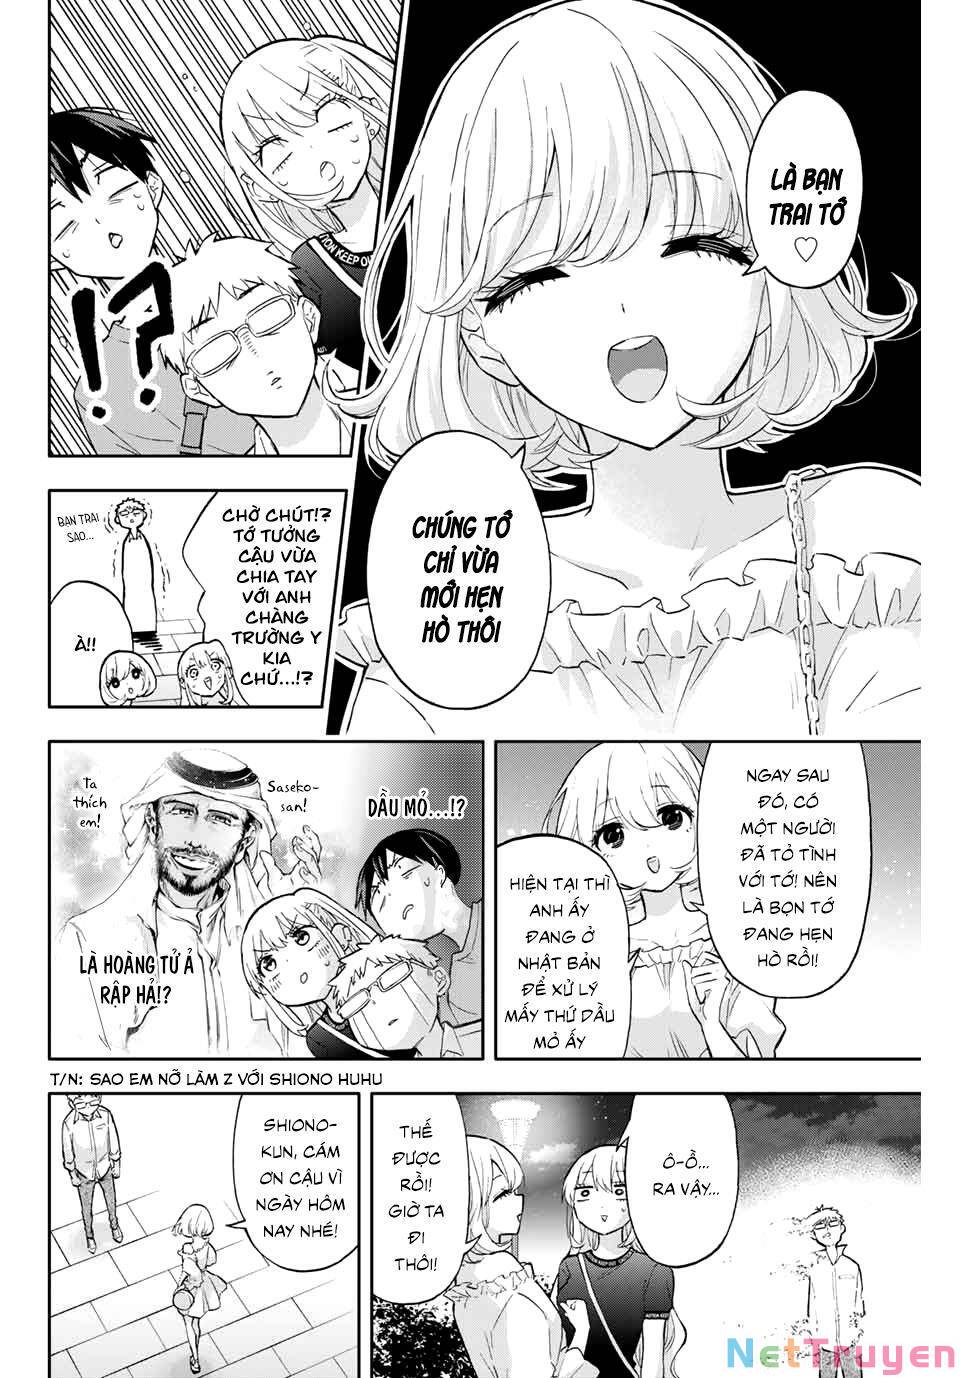 LÀ BẠN
TRAI TỚ
♡
!?
TION KEEP OU
CHÚNG TỚ
CHỈ VỪA
MỚI HẸN
HÒ THÔI
CHỜ CHÚT!?
TỚ TƯỞNG
CẬU VỪA
CHIA TAY
VỚI ANH
CHÀNG
TRƯỜNG Y
KIA
CHỨ...!?
BẠN TRAI
SAO...
À!!
NGAY SAU
ĐÓ, CÓ
MỘT NGƯỜI
ĐÃ TỎ TÌNH
VỚI TỚ! NÊN
LÀ BỌN TỚ
ĐANG HẸN
HÒ RỒI!
HIỆN TẠI THÌ
ANH ẤY
ĐANG Ở
NHẬT BẢN
ĐỂ XỬ LÝ
MẤY THỨ DẦU
MỎ ẤY
DẦU MỎ...!?
Saseko-
san!
Ta
thích
em!
LÀ HOÀNG TỬ Ả
RẬP HẢ!?
T/N: SAO EM NỠ LÀM Z VỚI SHIONO HUHU
Ô-Ồ...
RA VẬY...
THẾ
ĐƯỢC
RỒI!
GIỜ TA
ĐI
THÔI!
SHIONO-
KUN, CẢM
ƠN CẬU VÌ
NGÀY HÔM
NAY NHÉ!
NetTruyen